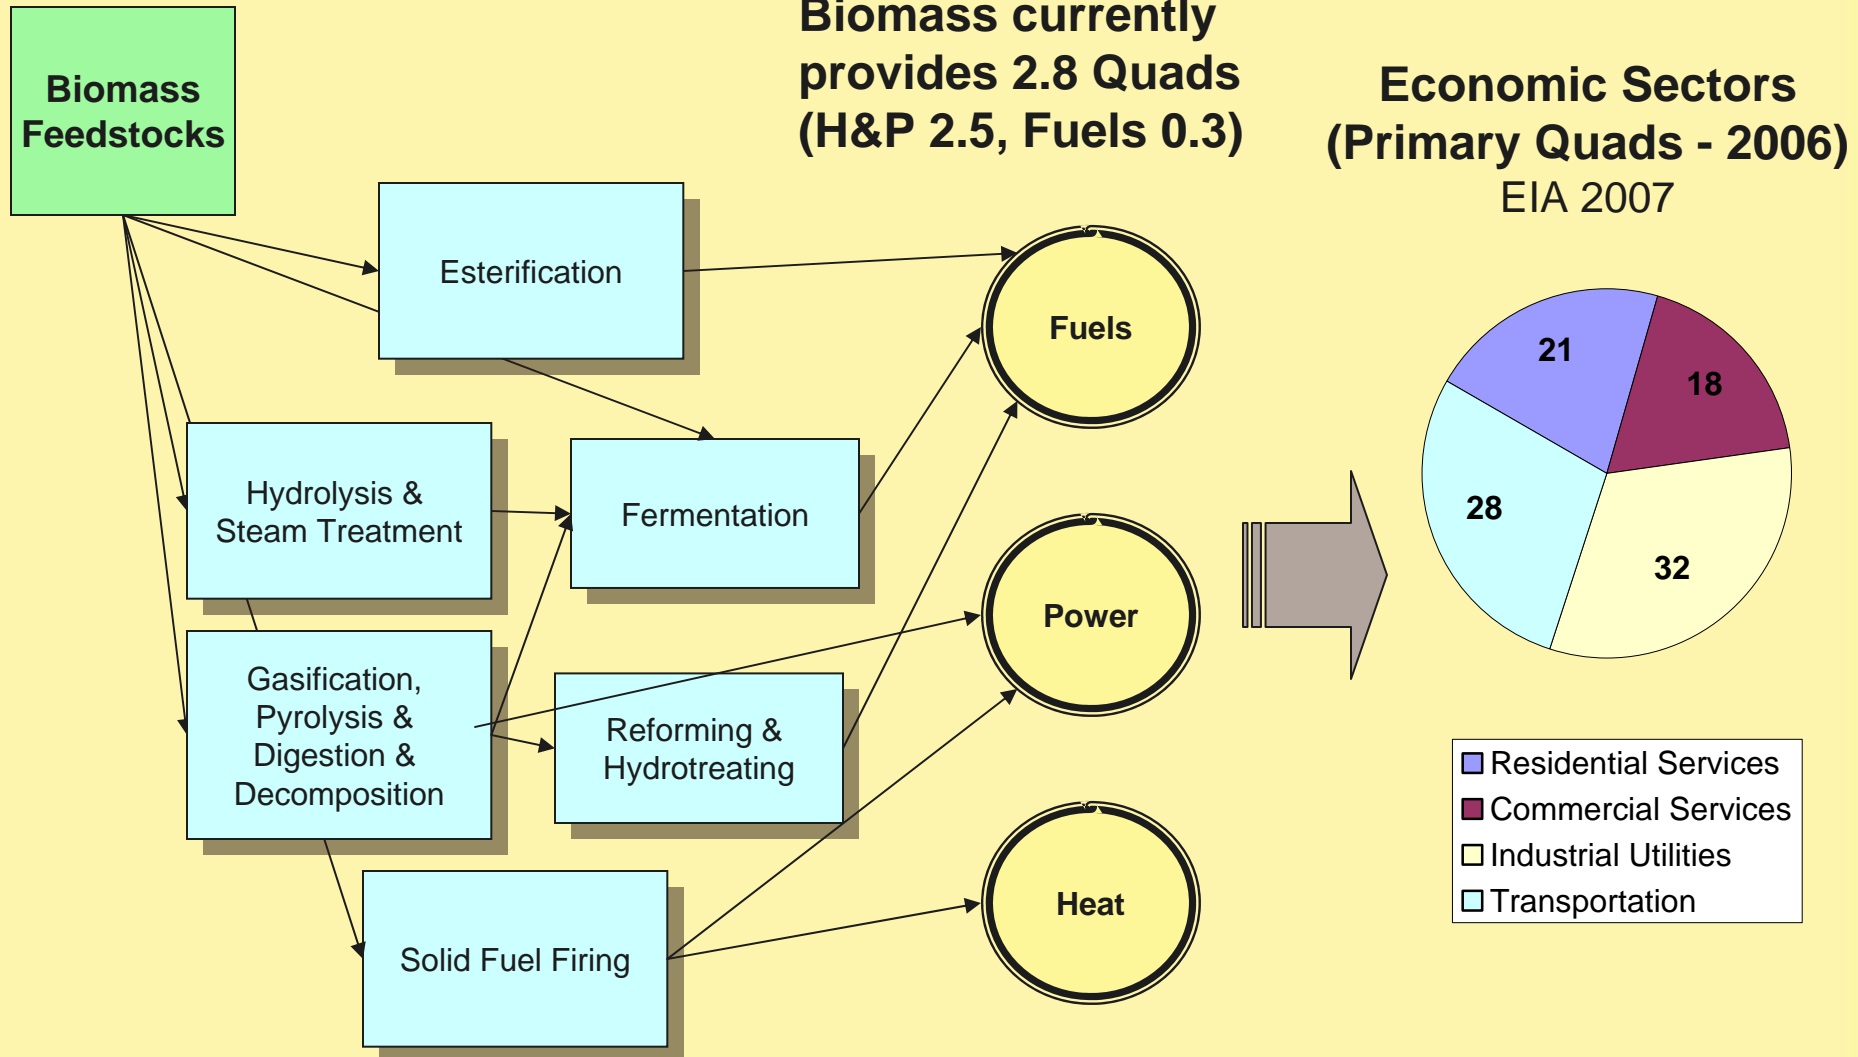 Biomass
Feedstocks
Biomass currently
provides 2.8 Quads
(H&P 2.5, Fuels 0.3)
Economic Sectors
(Primary Quads - 2006)
EIA 2007
Esterification
Hydrolysis &
Steam Treatment
Fermentation
Gasification,
Pyrolysis &
Digestion &
Decomposition
Reforming &
Hydrotreating
Solid Fuel Firing
Fuels
Power
Heat
21
18
28
32
Residential Services
Commercial Services
Industrial Utilities
Transportation